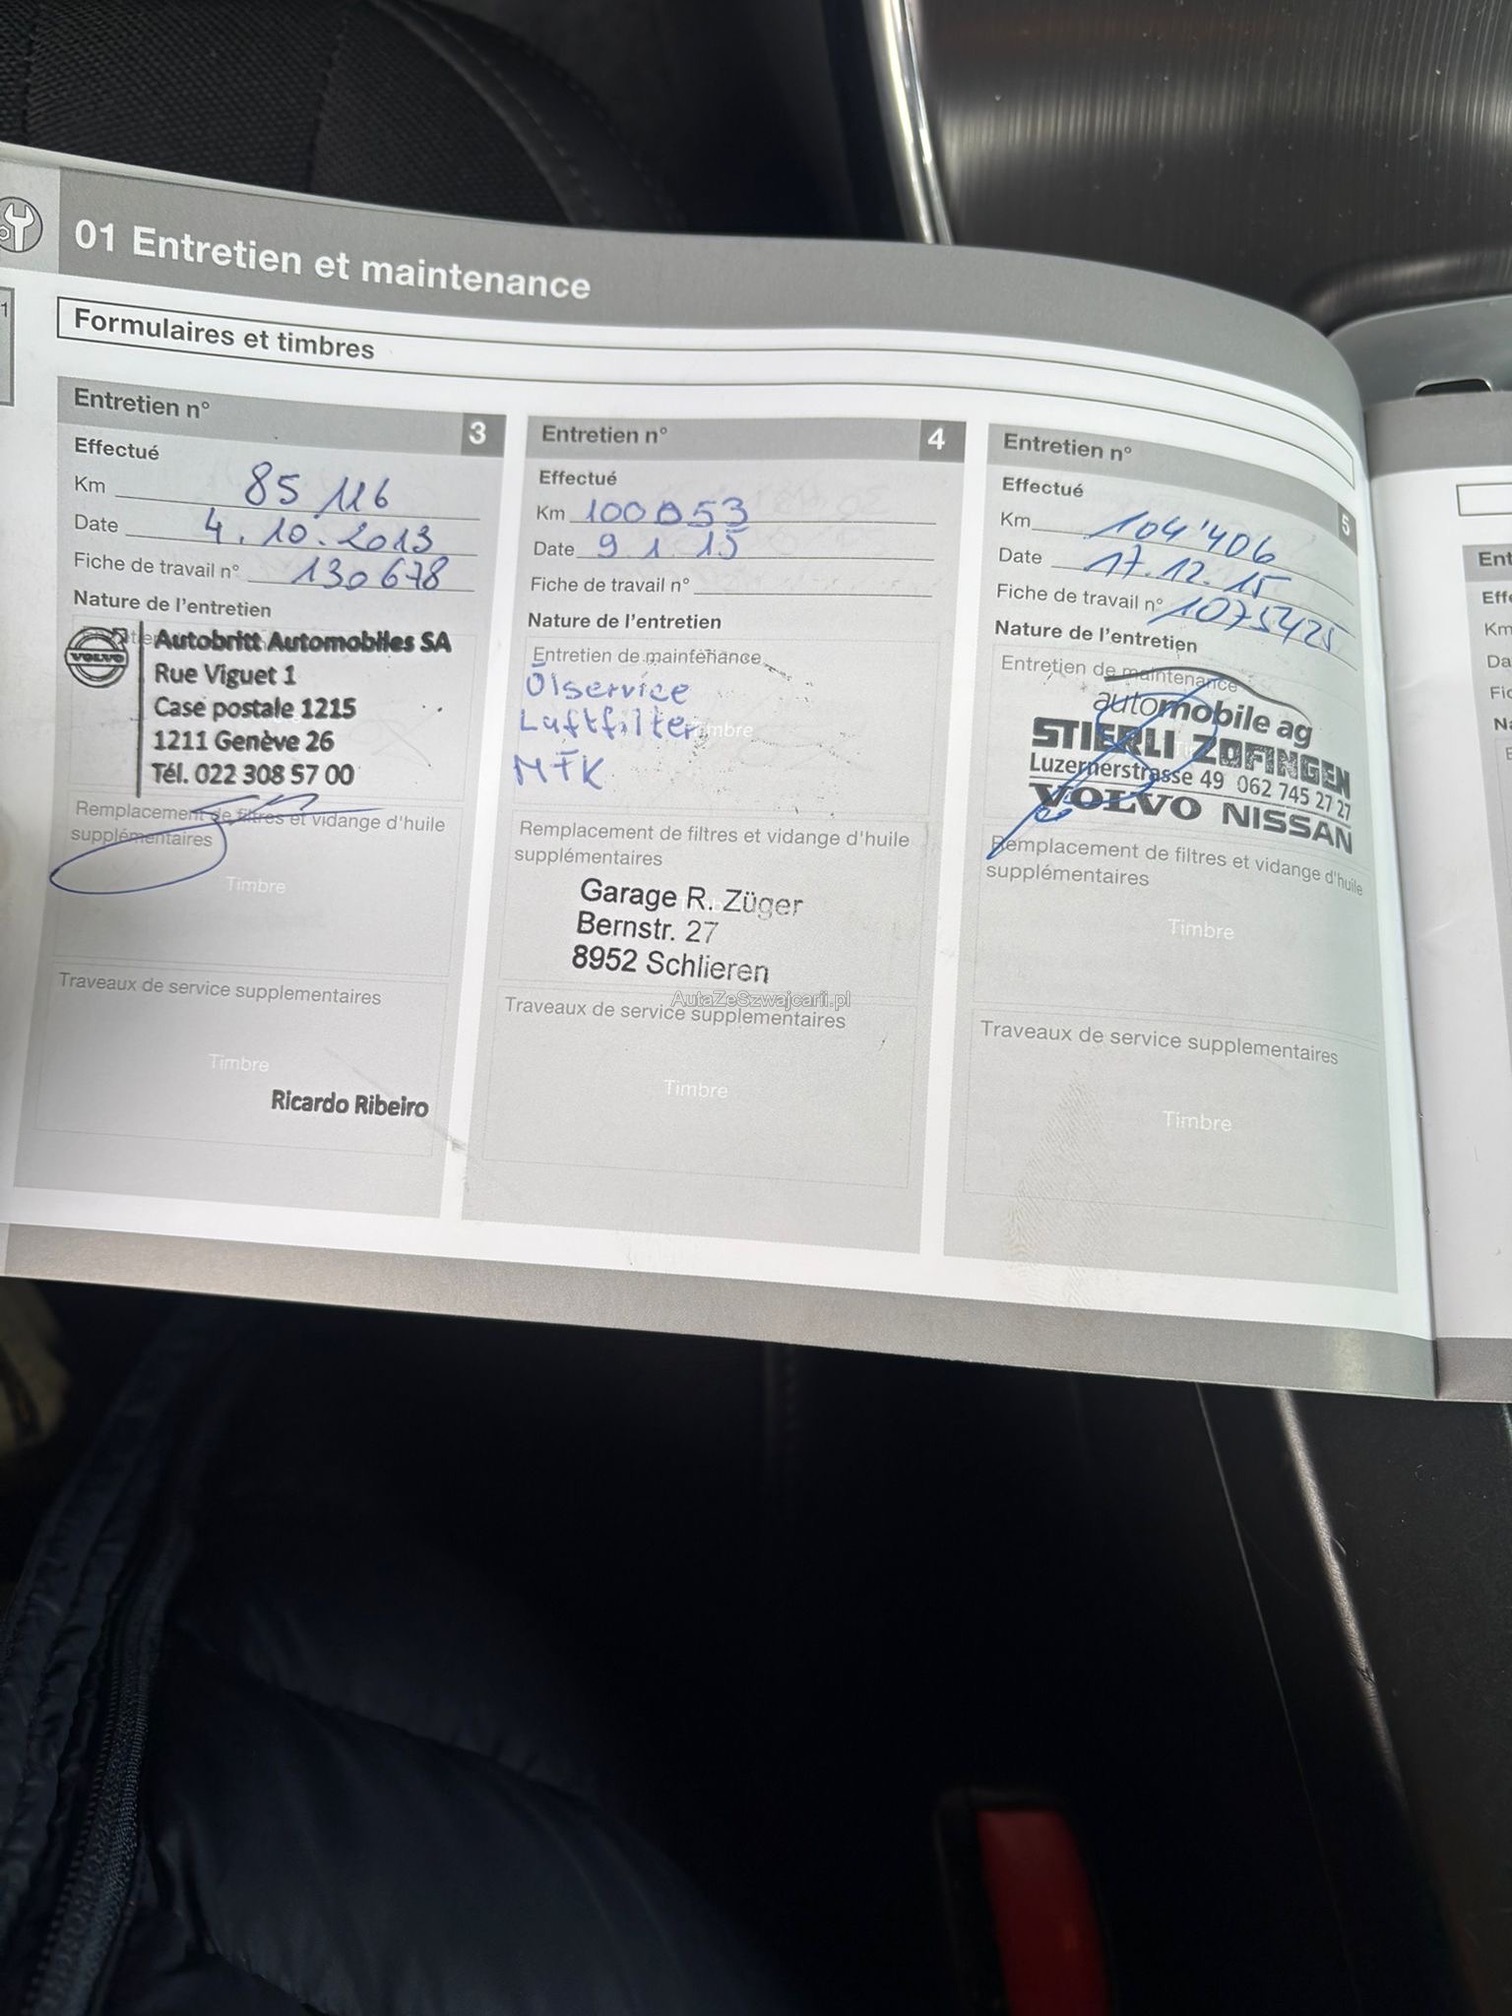 01 Entretien et maintenance
Formulaires et timbres
Entretien n° 3
Effectué
Km 85 116
Date 4.10.2013
Fiche de travail n° 130678
Nature de l'entretien
VOLVO
Autobritt Automobiles SA
Rue Viguet 1
Case postale 1215
1211 Genève 26
Tél. 022 308 57 00
Remplacement de filtres et vidange d'huile
supplémentaires
Timbre
Traveaux de service supplementaires
Timbre
Ricardo Ribeiro
Entretien n° 4
Effectué
Km 100053
Date 9 1 15
Fiche de travail n°
Nature de l'entretien
Entretien de maintenance
Ölservice
Luftfilter
MFK
Remplacement de filtres et vidange d'huile
supplémentaires
Garage R. Züger
Bernstr. 27
8952 Schlieren
AutaZeSzwajcarii.pl
Traveaux de service supplementaires
Timbre
Entretien n° 5
Effectué
Km 104'406
Date 17.12.15
Fiche de travail n° 1075425
Nature de l'entretien
Entretien de maintenance
automobile ag
STIERLI ZOFINGEN
Luzernerstrasse 49 062 745 27 27
VOLVO NISSAN
Remplacement de filtres et vidange d'huile
supplémentaires
Timbre
Traveaux de service supplementaires
Timbre